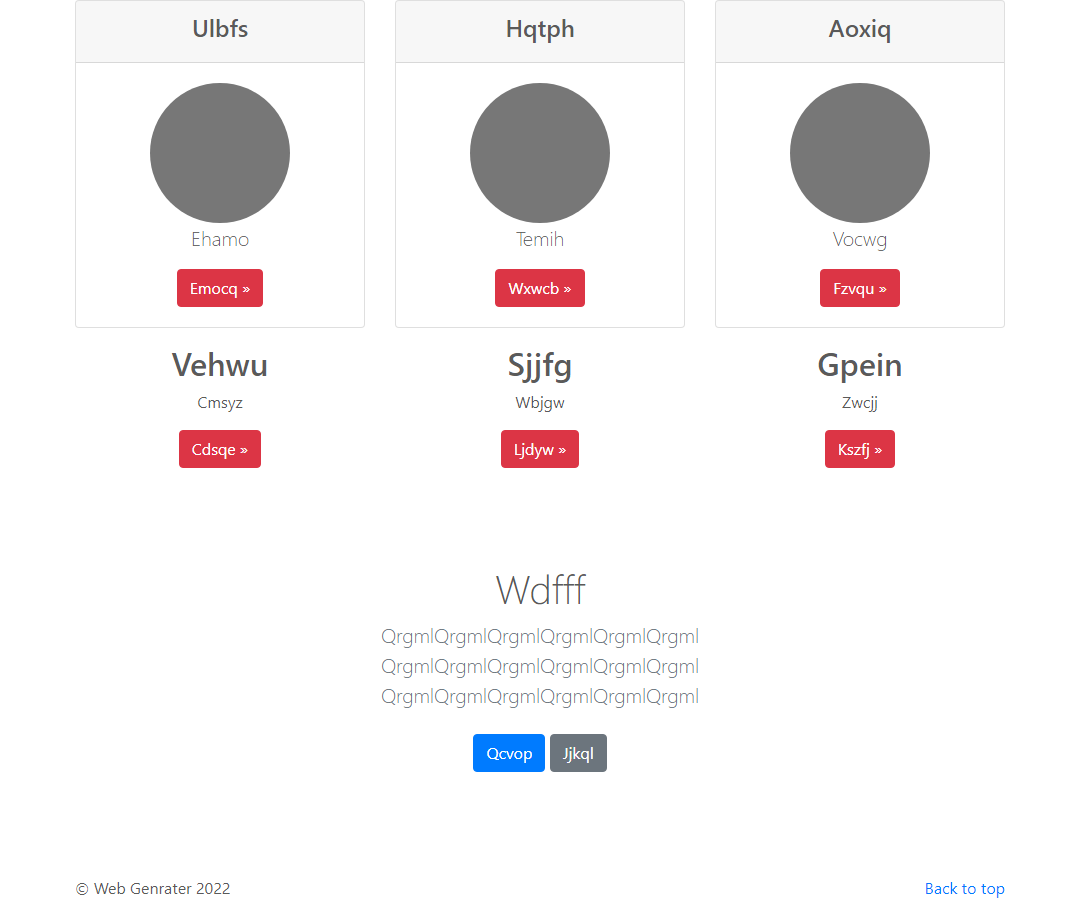 Ulbfs
Hqtph
Aoxiq
Ehamo
Temih
Vocwg
Emocq »
Wxwcb »
Fzvqu »
Vehwu
Sjjfg
Gpein
Cmsyz
Wbjgw
Zwcjj
Cdsqe »
Ljdyw »
Kszfj »
Wdfff
QrgmlQrgmlQrgmlQrgmlQrgmlQrgml
QrgmlQrgmlQrgmlQrgmlQrgmlQrgml
QrgmlQrgmlQrgmlQrgmlQrgmlQrgml
Qcvop
Jjkql
© Web Genrater 2022
Back to top